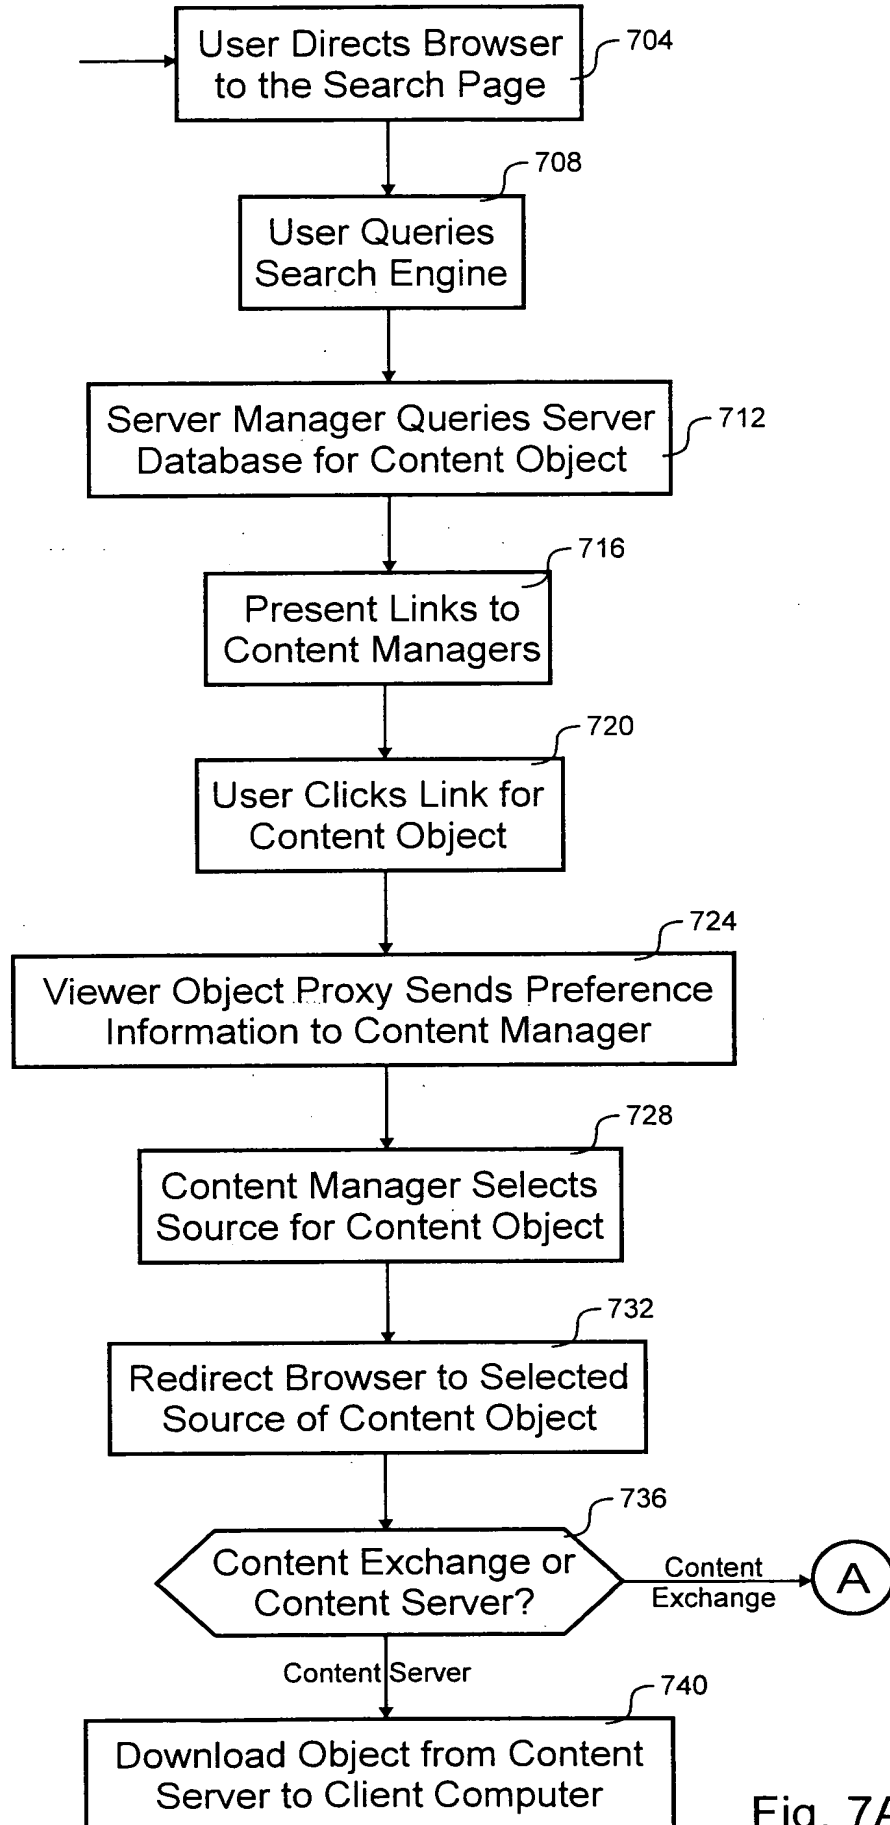 User Directs Browser
to the Search Page
704
708
User Queries
Search Engine
Server Manager Queries Server
Database for Content Object
712
716
Present Links to
Content Managers
720
User Clicks Link for
Content Object
724
Viewer Object Proxy Sends Preference
Information to Content Manager
728
Content Manager Selects
Source for Content Object
732
Redirect Browser to Selected
Source of Content Object
736
Content Exchange or
Content Server?
Content
Exchange
A
Content Server
740
Download Object from Content
Server to Client Computer
Fig. 7A